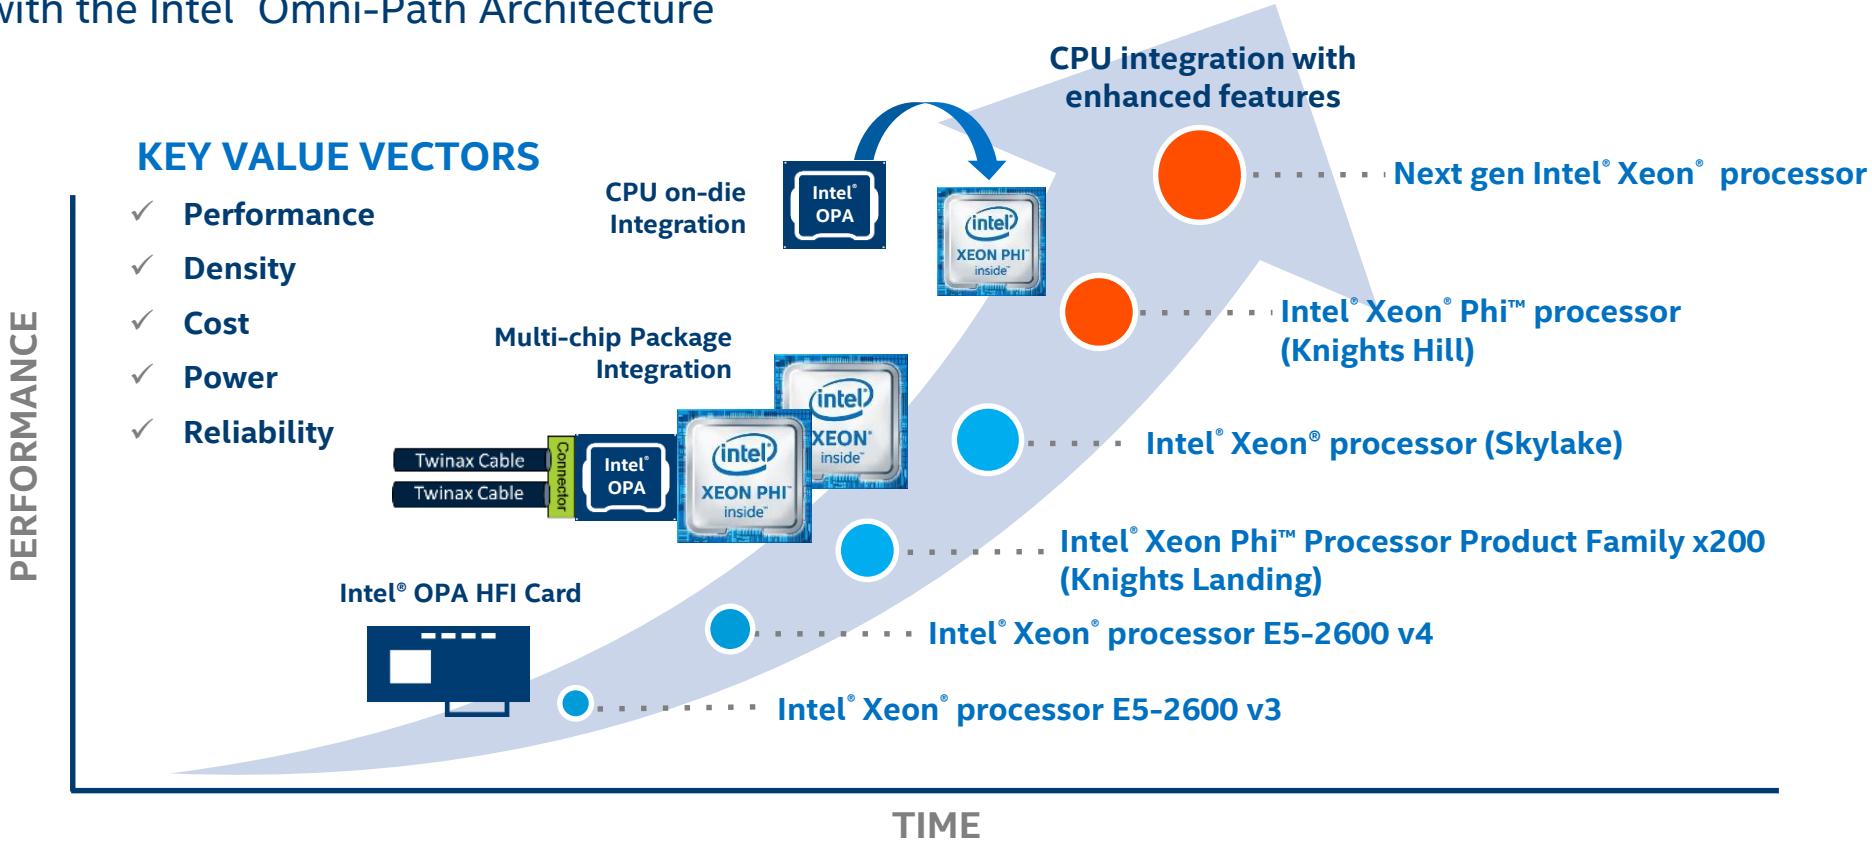 with the Intel® Omni-Path Architecture
CPU integration with
enhanced features
KEY VALUE VECTORS
✓ Performance
✓ Density
✓ Cost
✓ Power
✓ Reliability
CPU on-die
Integration
Intel®
OPA
intel
XEON PHI™
inside™
Next gen Intel® Xeon® processor
Intel® Xeon® Phi™ processor
(Knights Hill)
Multi-chip Package
Integration
intel
XEON®
inside™
intel
XEON PHI™
inside™
Twinax Cable
Twinax Cable
Connector
Intel®
OPA
Intel® Xeon® processor (Skylake)
Intel® Xeon Phi™ Processor Product Family x200
(Knights Landing)
Intel® OPA HFI Card
Intel® Xeon® processor E5-2600 v4
Intel® Xeon® processor E5-2600 v3
PERFORMANCE
TIME